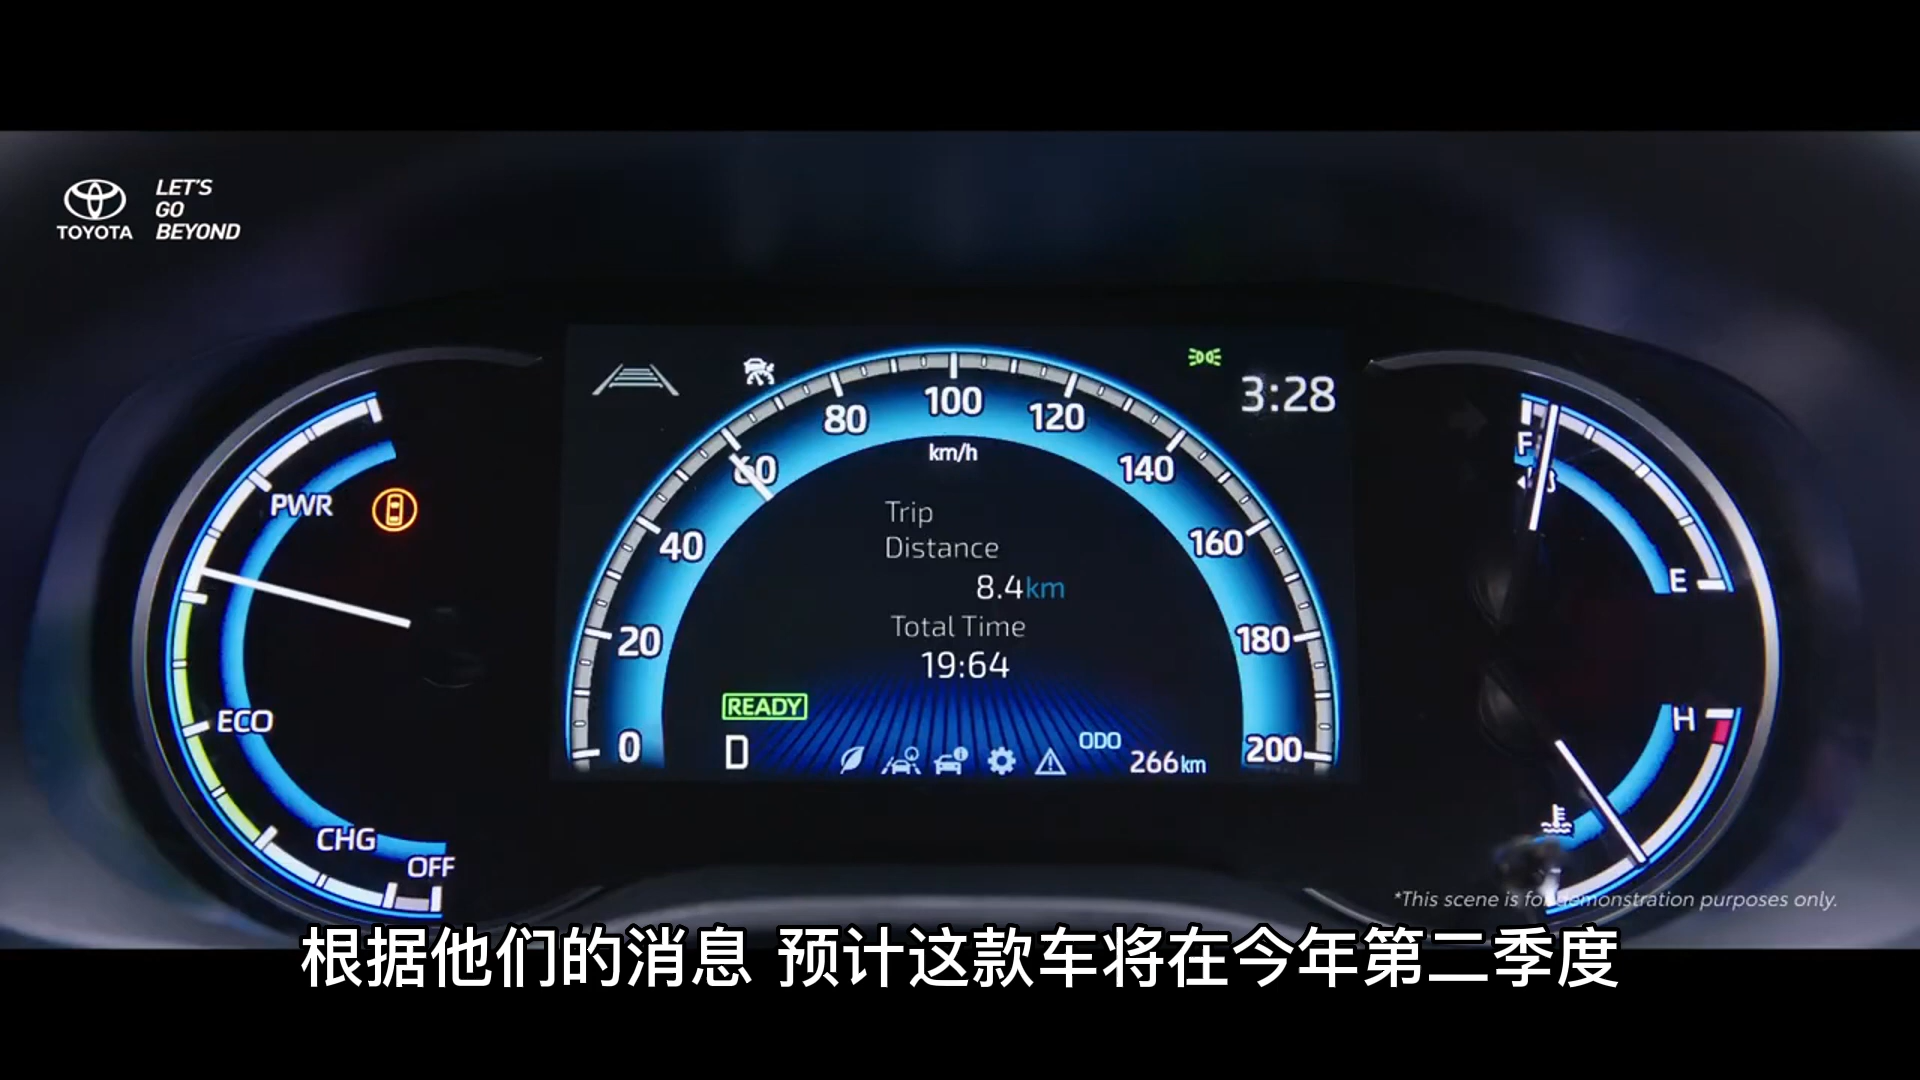 LET'S
GO
BEYOND
TOYOTA
3:28
PWR
ECO
CHG
OFF
0
20
40
60
80
100
120
140
160
180
200
km/h
Trip
Distance
8.4km
Total Time
19:64
READY
D
ODO
266km
F
E
H
*This scene is for demonstration purposes only.
根据他们的消息 预计这款车将在今年第二季度